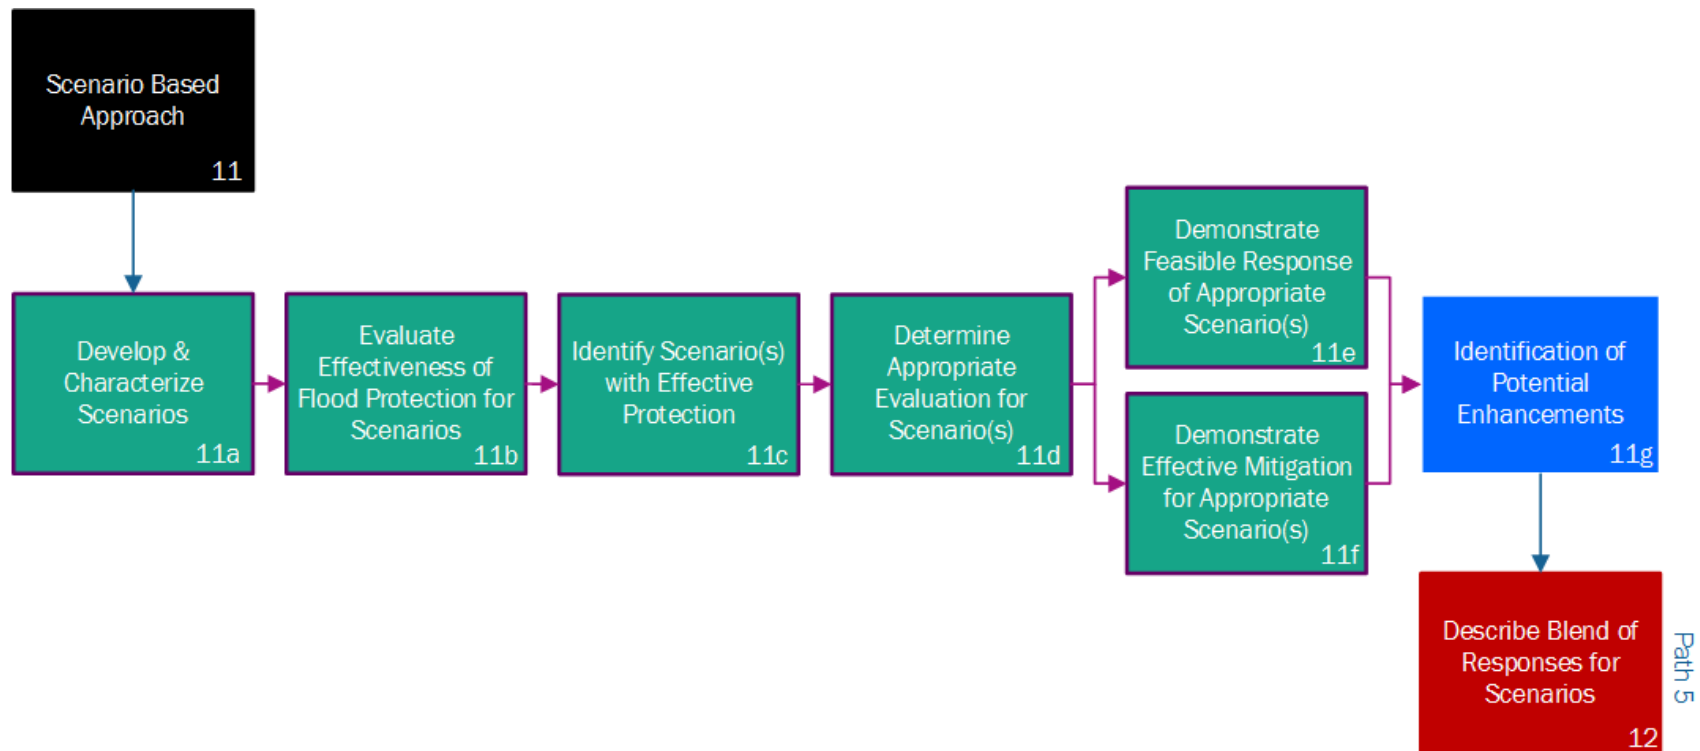 Scenario Based
Approach
11
Develop &
Characterize
Scenarios
11a
Evaluate
Effectiveness of
Flood Protection for
Scenarios
11b
Identify Scenario(s)
with Effective
Protection
11c
Determine
Appropriate
Evaluation for
Scenario(s)
11d
Demonstrate
Feasible Response
of Appropriate
Scenario(s)
11e
Demonstrate
Effective Mitigation
for Appropriate
Scenario(s)
11f
Identification of
Potential
Enhancements
11g
Describe Blend of
Responses for
Scenarios
12
Path 5